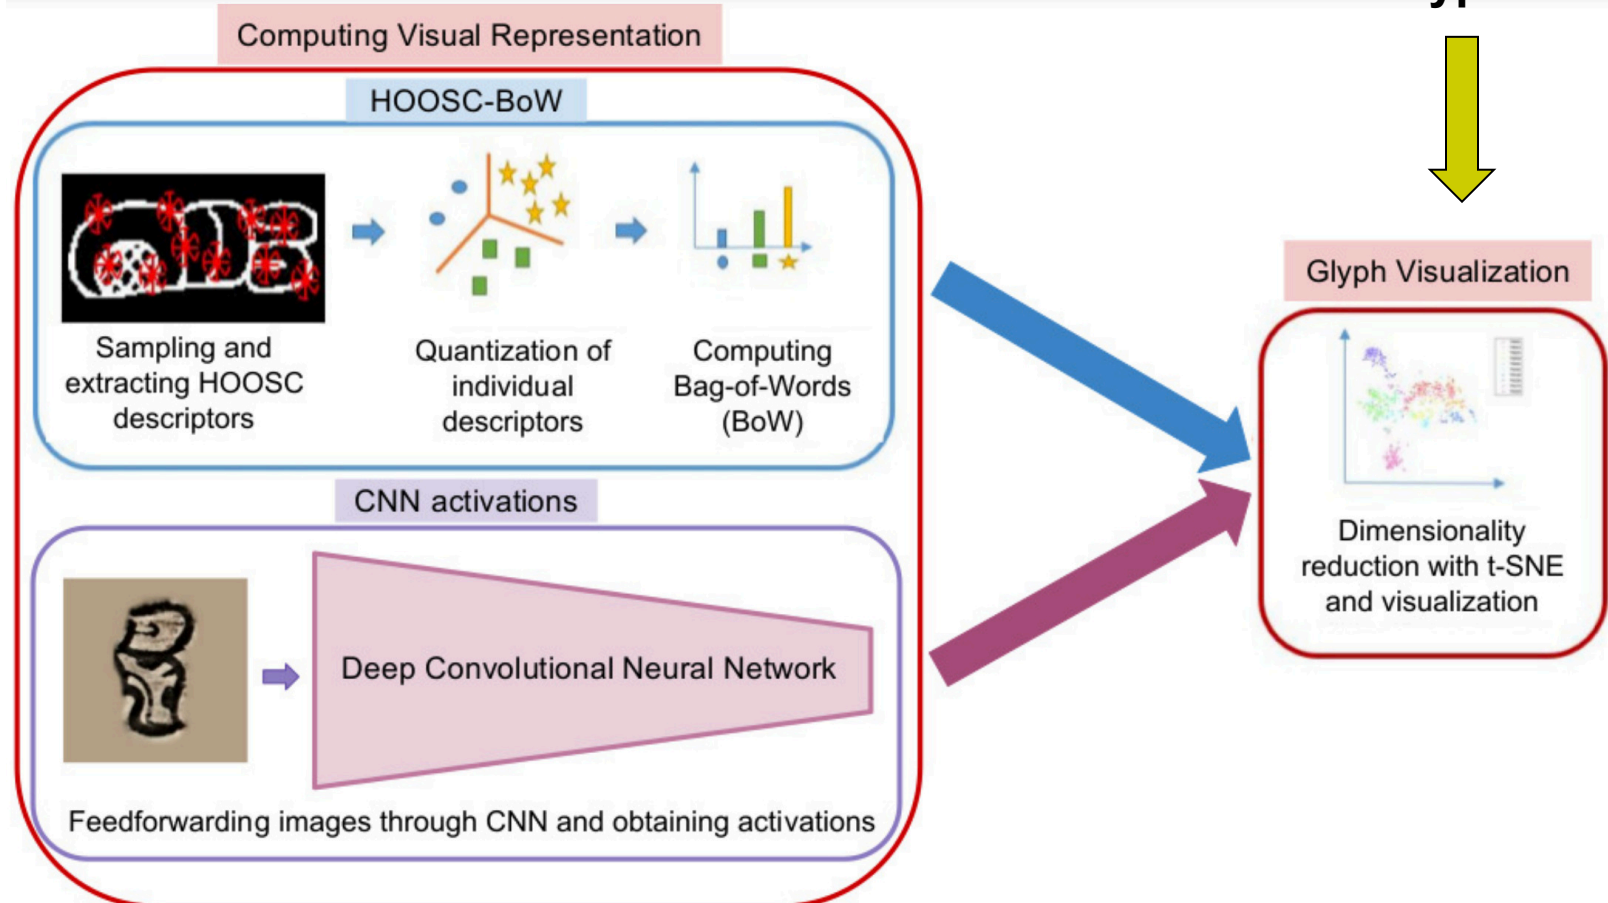 Computing Visual Representation
HOOSC-BoW
Sampling and
extracting HOOSC
descriptors
Quantization of
individual
descriptors
Computing
Bag-of-Words
(BoW)
CNN activations
Deep Convolutional Neural Network
Feedforwarding images through CNN and obtaining activations
Glyph Visualization
Dimensionality
reduction with t-SNE
and visualization